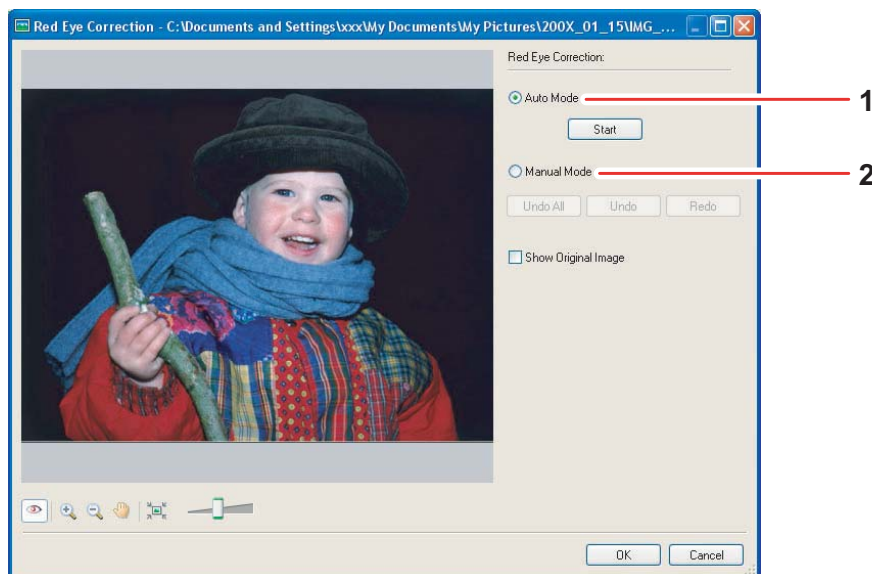 Red Eye Correction - C:\Documents and Settings\xxx\My Documents\My Pictures\200X_01_15\IMG_...
Red Eye Correction:
Auto Mode
1
Start
Manual Mode
2
Undo All Undo Redo
Show Original Image
OK Cancel